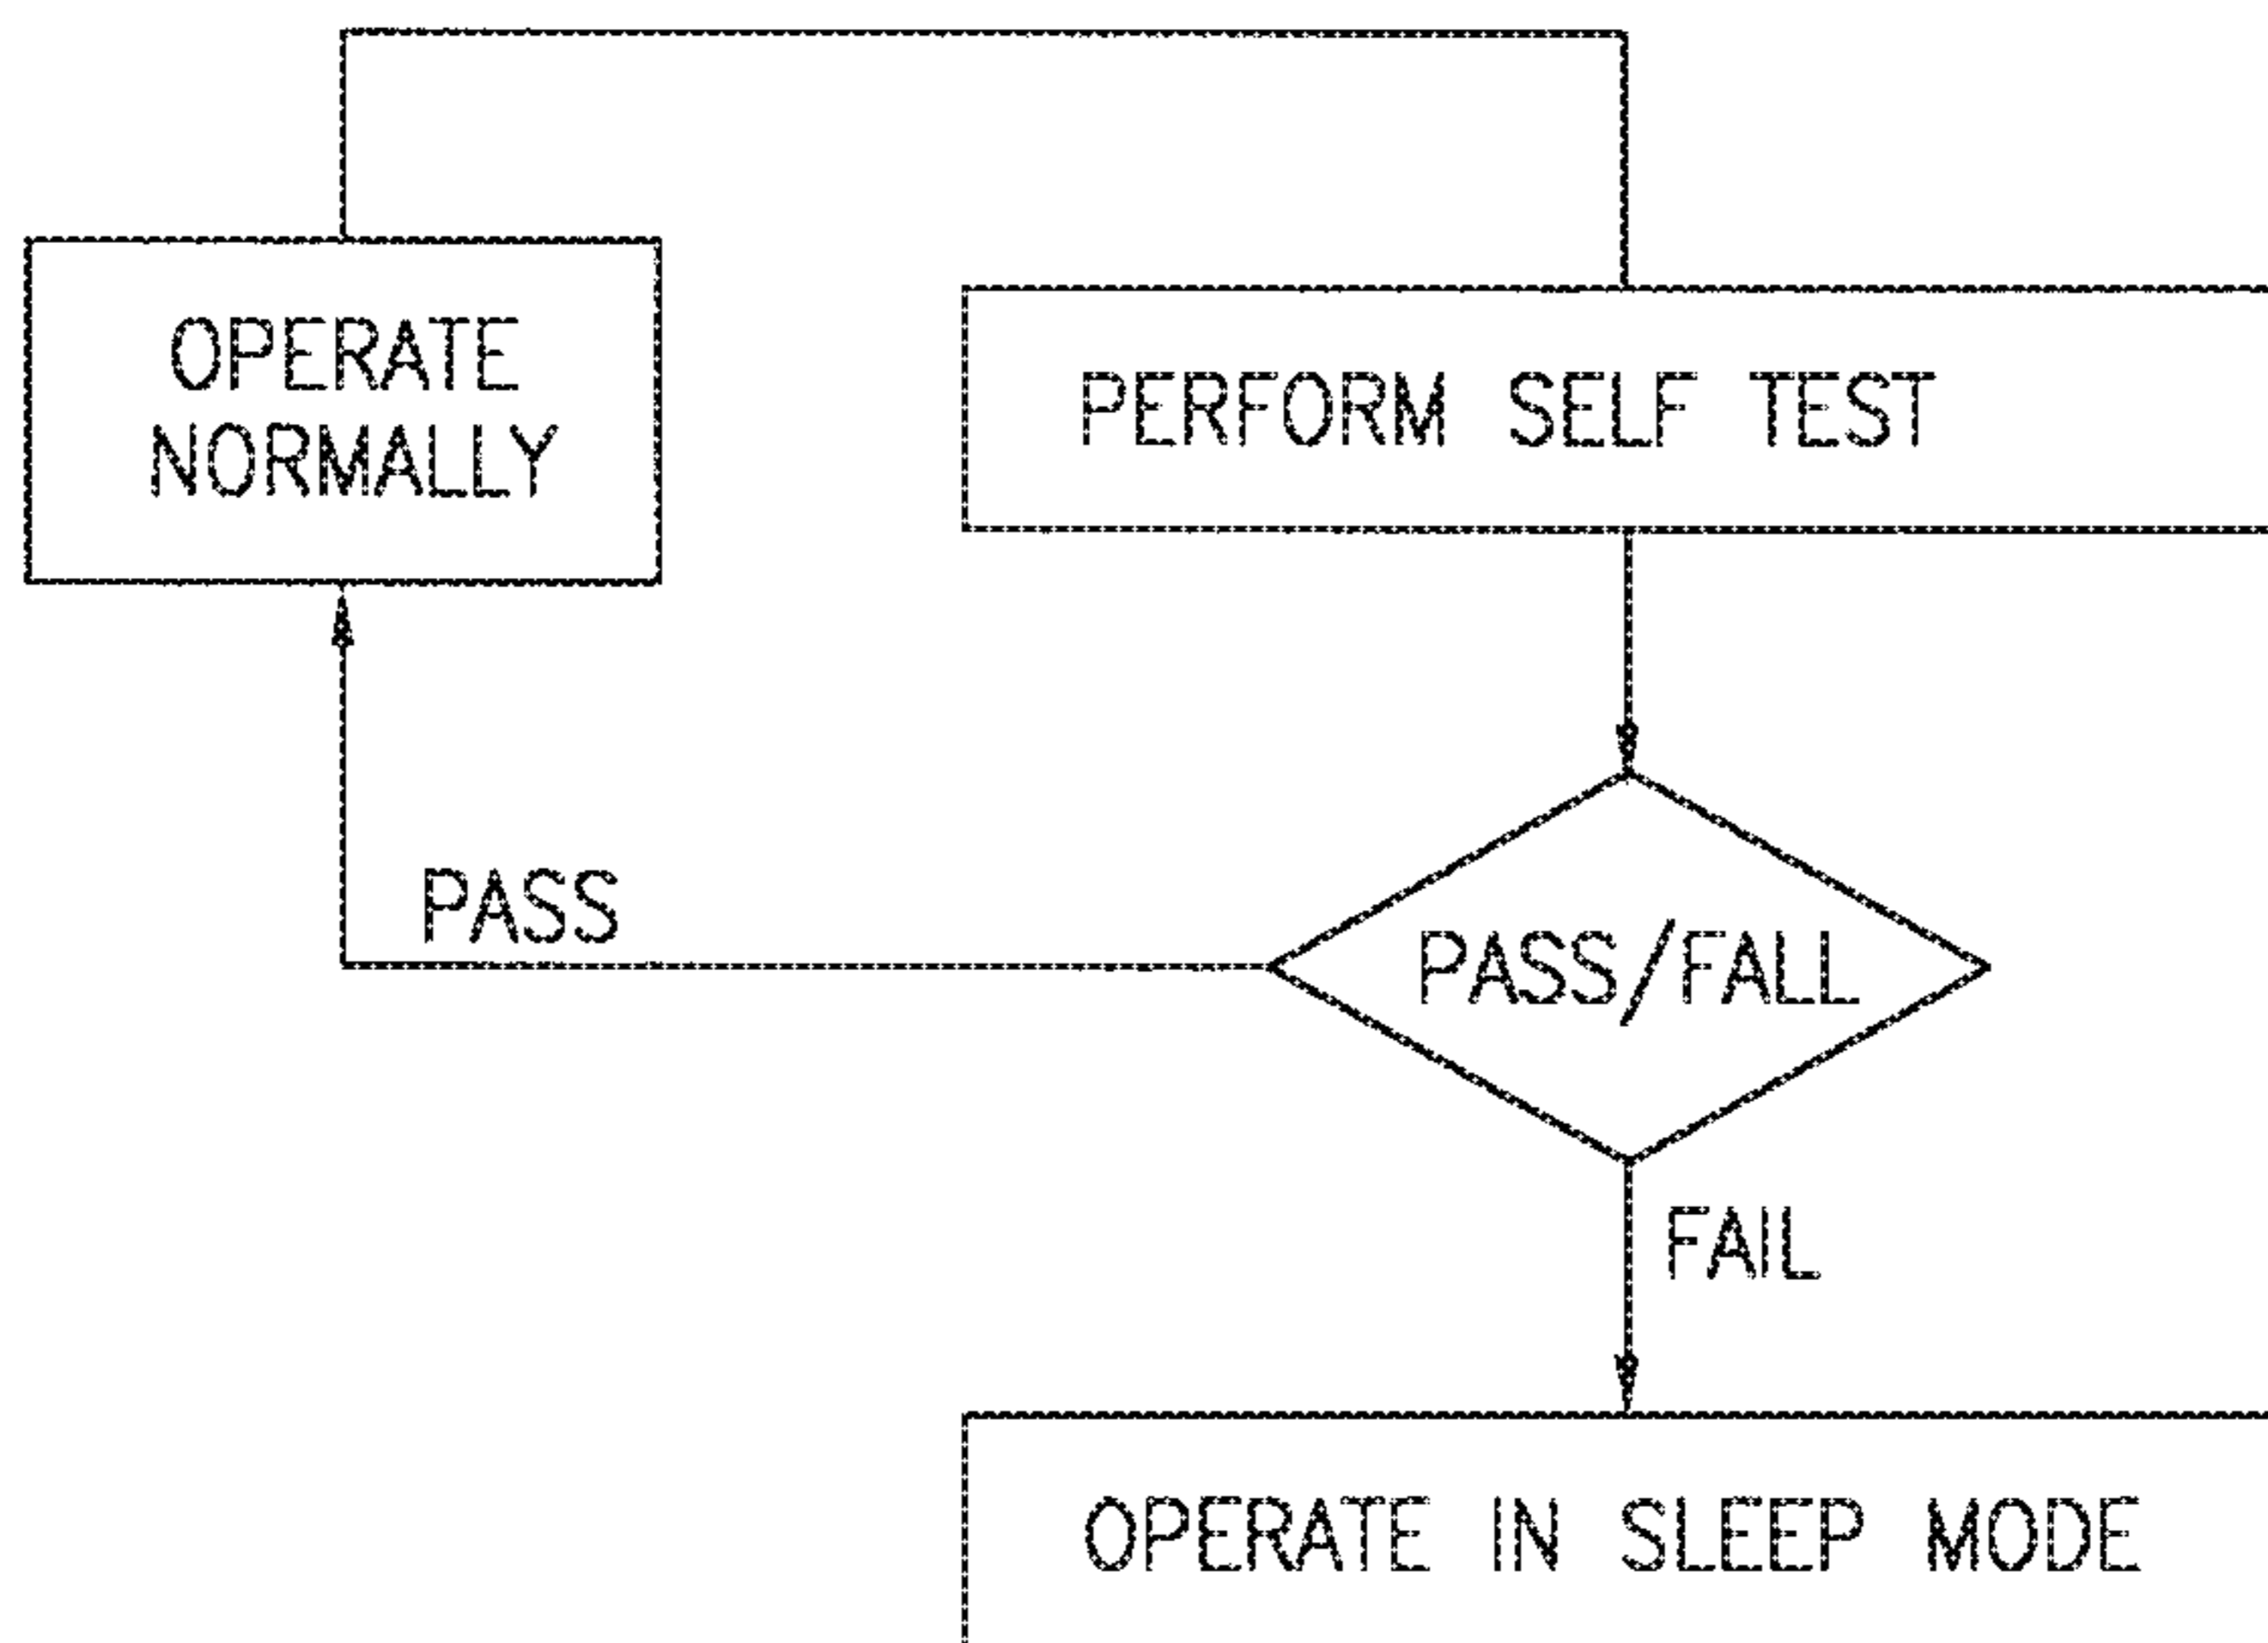 OPERATE
NORMALLY
PERFORM SELF TEST
PASS
PASS/FALL
FAIL
OPERATE IN SLEEP MODE